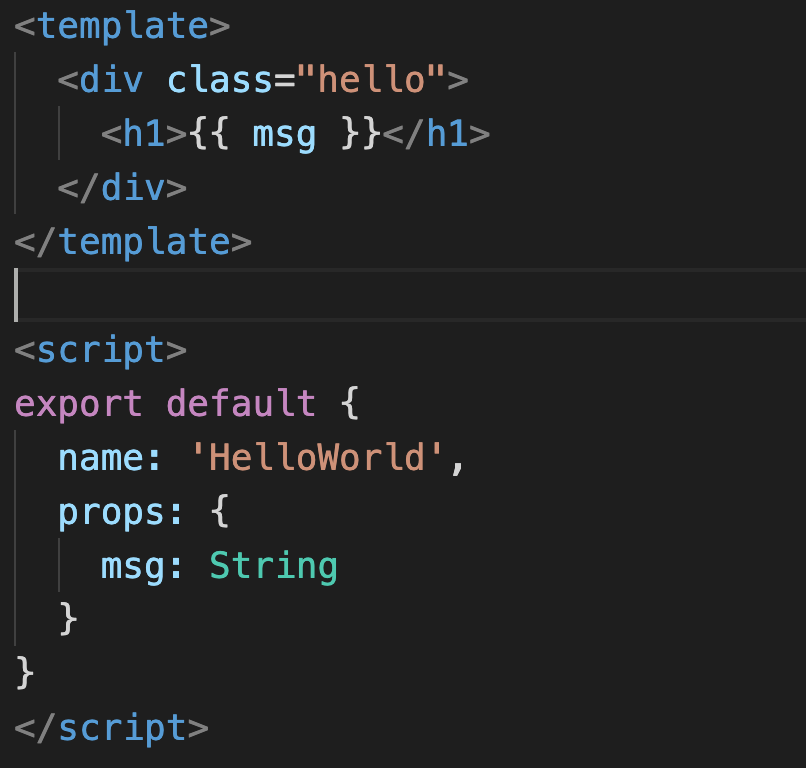 <template>
  <div class="hello">
    <h1>{{ msg }}</h1>
  </div>
</template>

<script>
export default {
  name: 'HelloWorld',
  props: {
    msg: String
  }
}
</script>